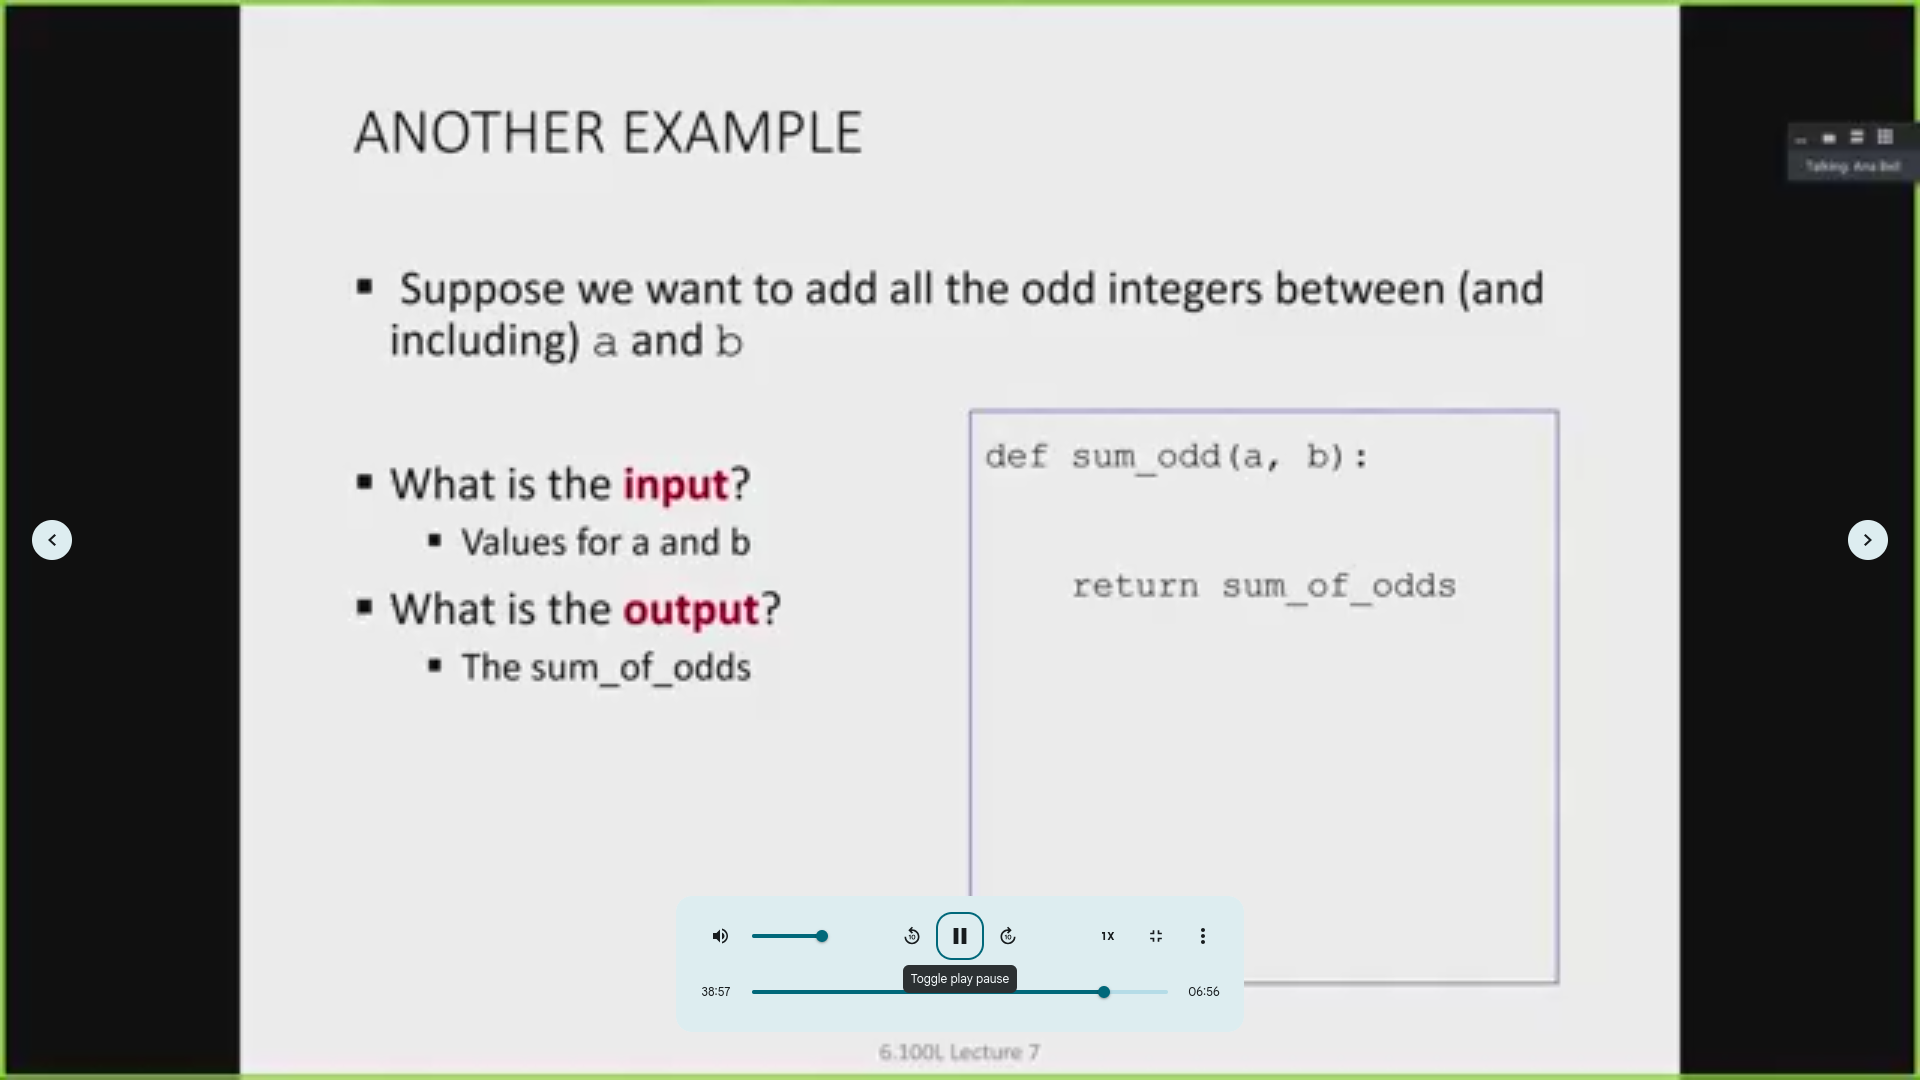 ANOTHER EXAMPLE
Talking: Ana Bell
Suppose we want to add all the odd integers between (and
including) a and b
def sum_odd(a, b):
What is the input?
Values for a and b
return sum_of_odds
What is the output?
The sum_of_odds
10
10
1X
Toggle play pause
38:57
06:56
6.100L Lecture 7